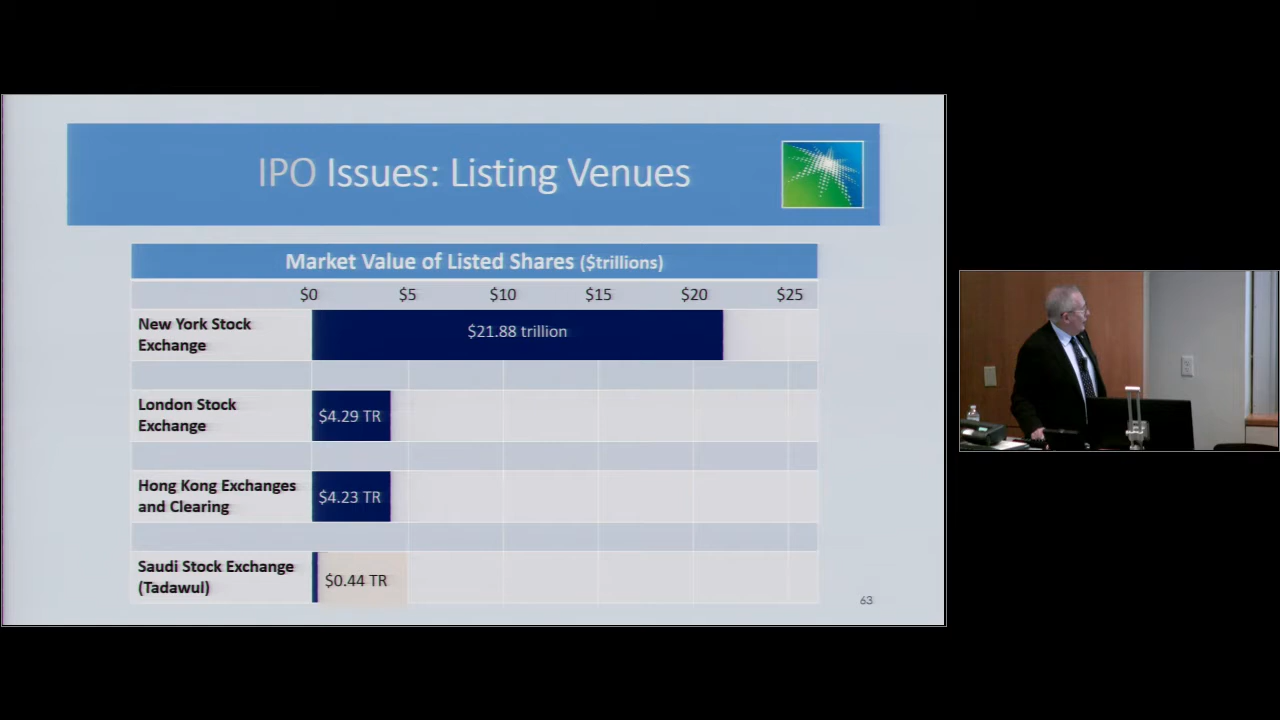 IPO Issues: Listing Venues
Market Value of Listed Shares ($trillions)
$0 $5 $10 $15 $20 $25
New York Stock
Exchange
$21.88 trillion
London Stock
Exchange
$4.29 TR
Hong Kong Exchanges
and Clearing
$4.23 TR
Saudi Stock Exchange
(Tadawul)
$0.44 TR
63